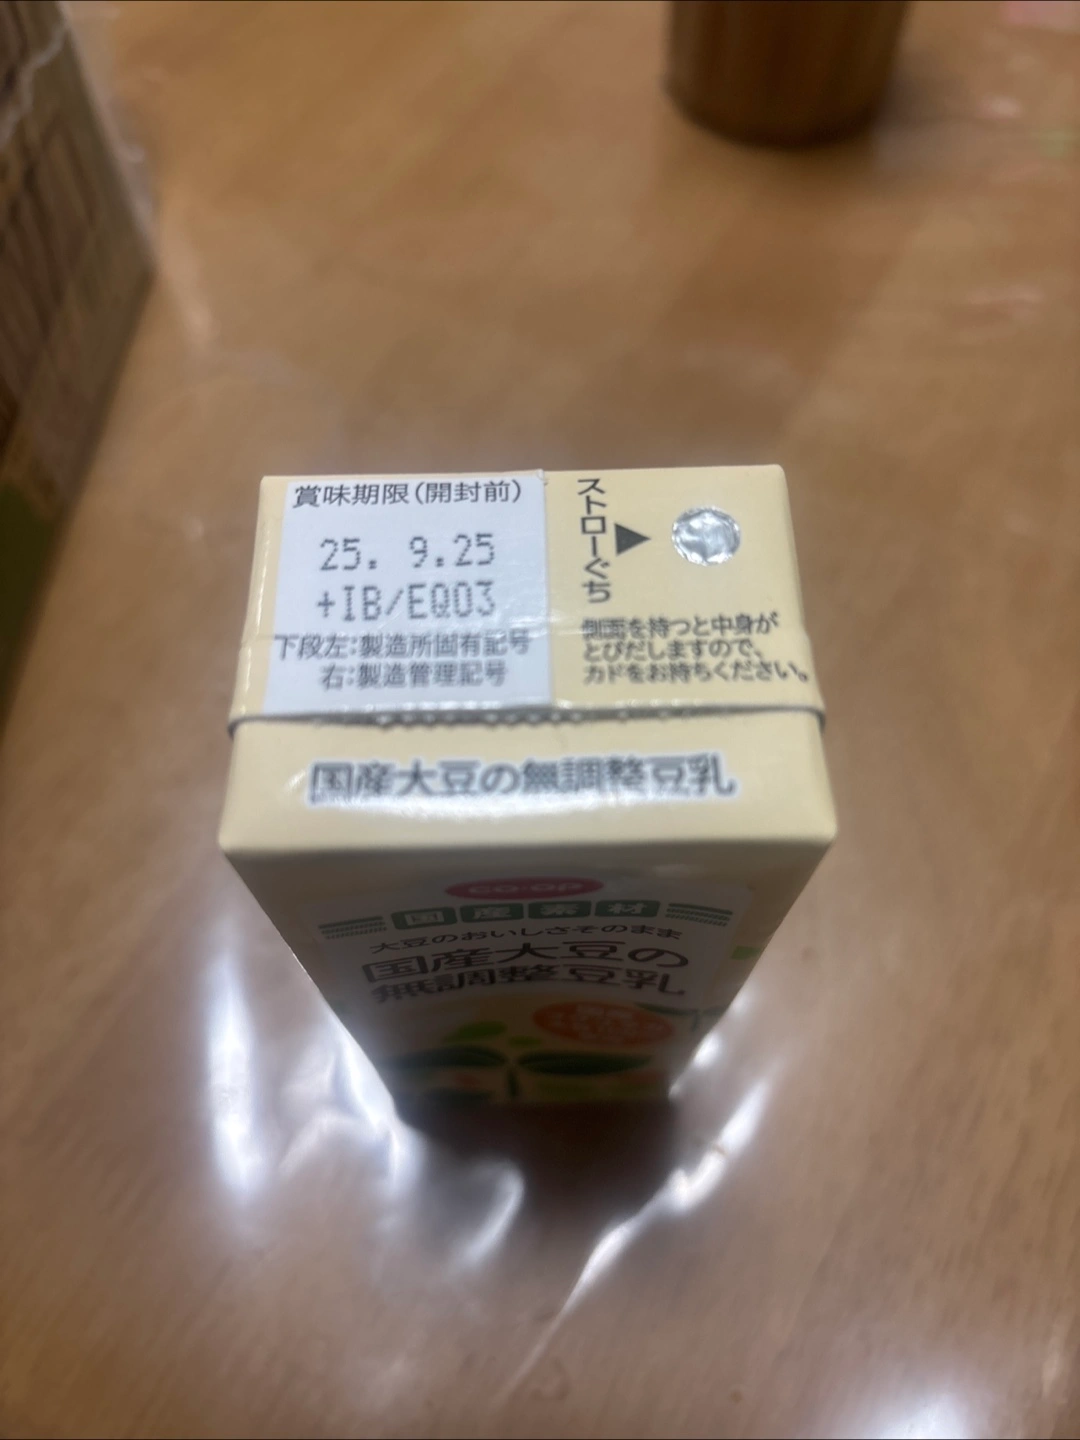 賞味期限(開封前)
25. 9.25
+IB/EQ03
下段左:製造所固有記号
右:製造管理記号
ストローぐち
側面を持つと中身が
とびだしますので、
カドをお持ちください。
国産大豆の無調整豆乳
CO·OP
国産素材
大豆のおいしさそのまま
国産大豆の
無調整豆乳